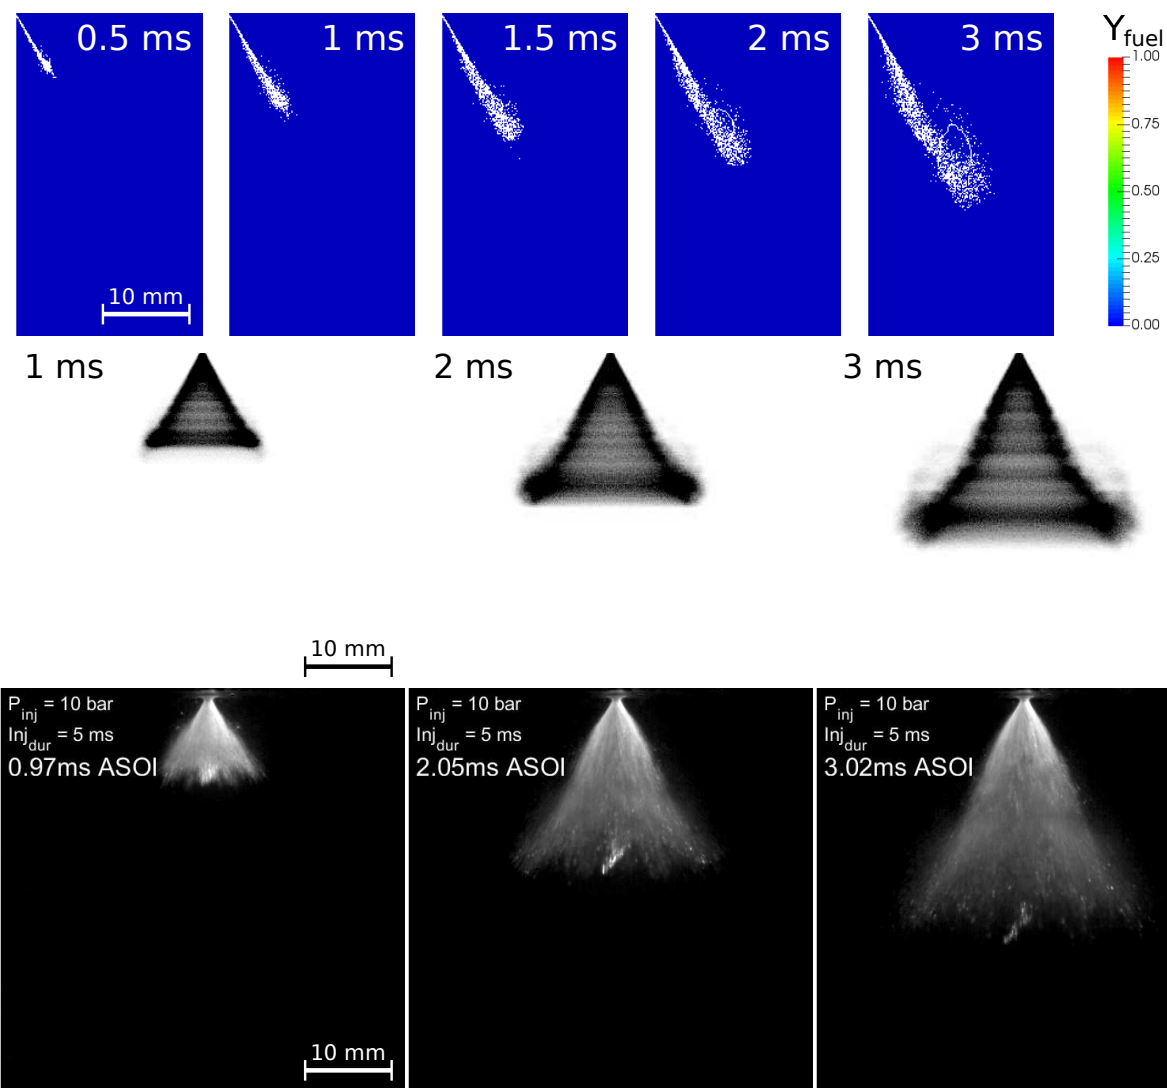 0.5 ms
1 ms
1.5 ms
2 ms
3 ms
Yfuel
1.00
0.75
0.50
0.25
0.00
10 mm
1 ms
2 ms
3 ms
10 mm
Pinj = 10 bar
Injdur = 5 ms
0.97ms ASOI
Pinj = 10 bar
Injdur = 5 ms
2.05ms ASOI
Pinj = 10 bar
Injdur = 5 ms
3.02ms ASOI
10 mm